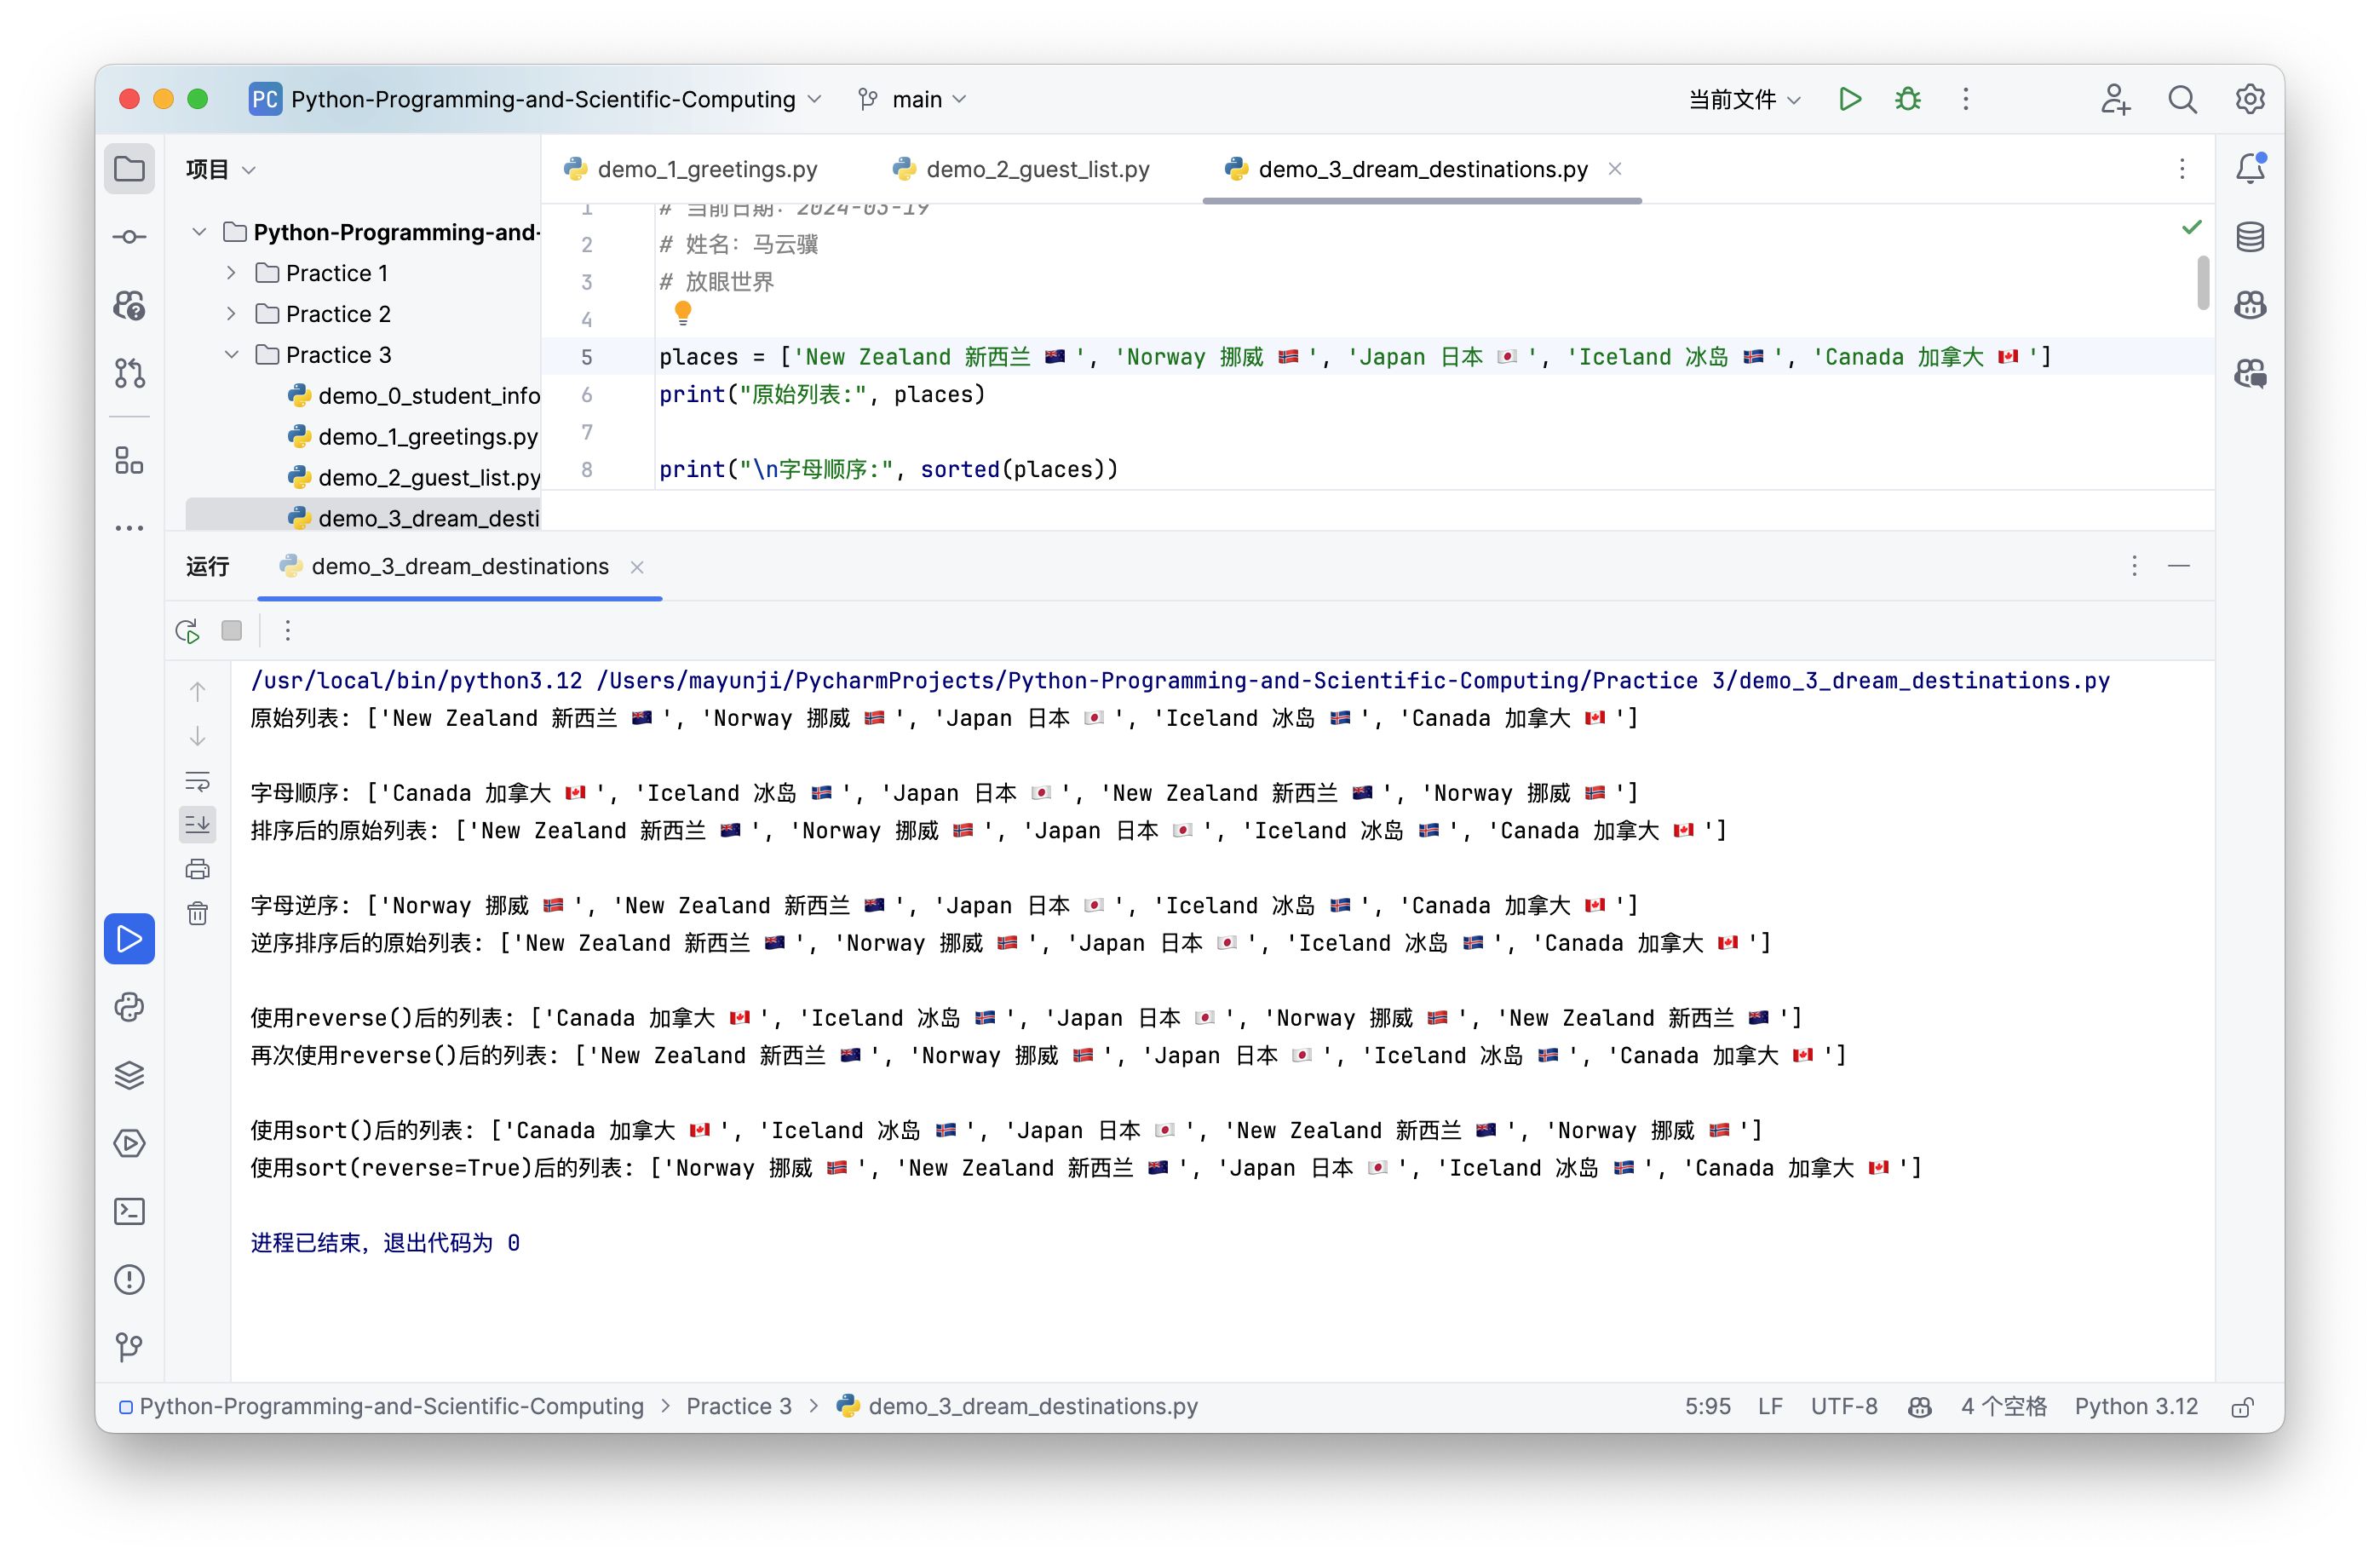 PC Python-Programming-and-Scientific-Computing main 当前文件
项目
demo_1_greetings.py demo_2_guest_list.py demo_3_dream_destinations.py
Python-Programming-and-
Practice 1
Practice 2
Practice 3
demo_0_student_info
demo_1_greetings.py
demo_2_guest_list.py
demo_3_dream_desti
1 # 当前日期: 2024-03-19
2 # 姓名: 马云骥
3 # 放眼世界
4
5 places = ['New Zealand 新西兰 🇳🇿 ', 'Norway 挪威 🇳🇴 ', 'Japan 日本 🇯🇵 ', 'Iceland 冰岛 🇮🇸 ', 'Canada 加拿大 🇨🇦 ']
6 print("原始列表:", places)
7
8 print("\n字母顺序:", sorted(places))
运行 demo_3_dream_destinations
/usr/local/bin/python3.12 /Users/mayunji/PycharmProjects/Python-Programming-and-Scientific-Computing/Practice 3/demo_3_dream_destinations.py
原始列表: ['New Zealand 新西兰 🇳🇿 ', 'Norway 挪威 🇳🇴 ', 'Japan 日本 🇯🇵 ', 'Iceland 冰岛 🇮🇸 ', 'Canada 加拿大 🇨🇦 ']
字母顺序: ['Canada 加拿大 🇨🇦 ', 'Iceland 冰岛 🇮🇸 ', 'Japan 日本 🇯🇵 ', 'New Zealand 新西兰 🇳🇿 ', 'Norway 挪威 🇳🇴 ']
排序后的原始列表: ['New Zealand 新西兰 🇳🇿 ', 'Norway 挪威 🇳🇴 ', 'Japan 日本 🇯🇵 ', 'Iceland 冰岛 🇮🇸 ', 'Canada 加拿大 🇨🇦 ']
字母逆序: ['Norway 挪威 🇳🇴 ', 'New Zealand 新西兰 🇳🇿 ', 'Japan 日本 🇯🇵 ', 'Iceland 冰岛 🇮🇸 ', 'Canada 加拿大 🇨🇦 ']
逆序排序后的原始列表: ['New Zealand 新西兰 🇳🇿 ', 'Norway 挪威 🇳🇴 ', 'Japan 日本 🇯🇵 ', 'Iceland 冰岛 🇮🇸 ', 'Canada 加拿大 🇨🇦 ']
使用reverse()后的列表: ['Canada 加拿大 🇨🇦 ', 'Iceland 冰岛 🇮🇸 ', 'Japan 日本 🇯🇵 ', 'Norway 挪威 🇳🇴 ', 'New Zealand 新西兰 🇳🇿 ']
再次使用reverse()后的列表: ['New Zealand 新西兰 🇳🇿 ', 'Norway 挪威 🇳🇴 ', 'Japan 日本 🇯🇵 ', 'Iceland 冰岛 🇮🇸 ', 'Canada 加拿大 🇨🇦 ']
使用sort()后的列表: ['Canada 加拿大 🇨🇦 ', 'Iceland 冰岛 🇮🇸 ', 'Japan 日本 🇯🇵 ', 'New Zealand 新西兰 🇳🇿 ', 'Norway 挪威 🇳🇴 ']
使用sort(reverse=True)后的列表: ['Norway 挪威 🇳🇴 ', 'New Zealand 新西兰 🇳🇿 ', 'Japan 日本 🇯🇵 ', 'Iceland 冰岛 🇮🇸 ', 'Canada 加拿大 🇨🇦 ']
进程已结束，退出代码为 0
Python-Programming-and-Scientific-Computing > Practice 3 > demo_3_dream_destinations.py 5:95 LF UTF-8 4 个空格 Python 3.12